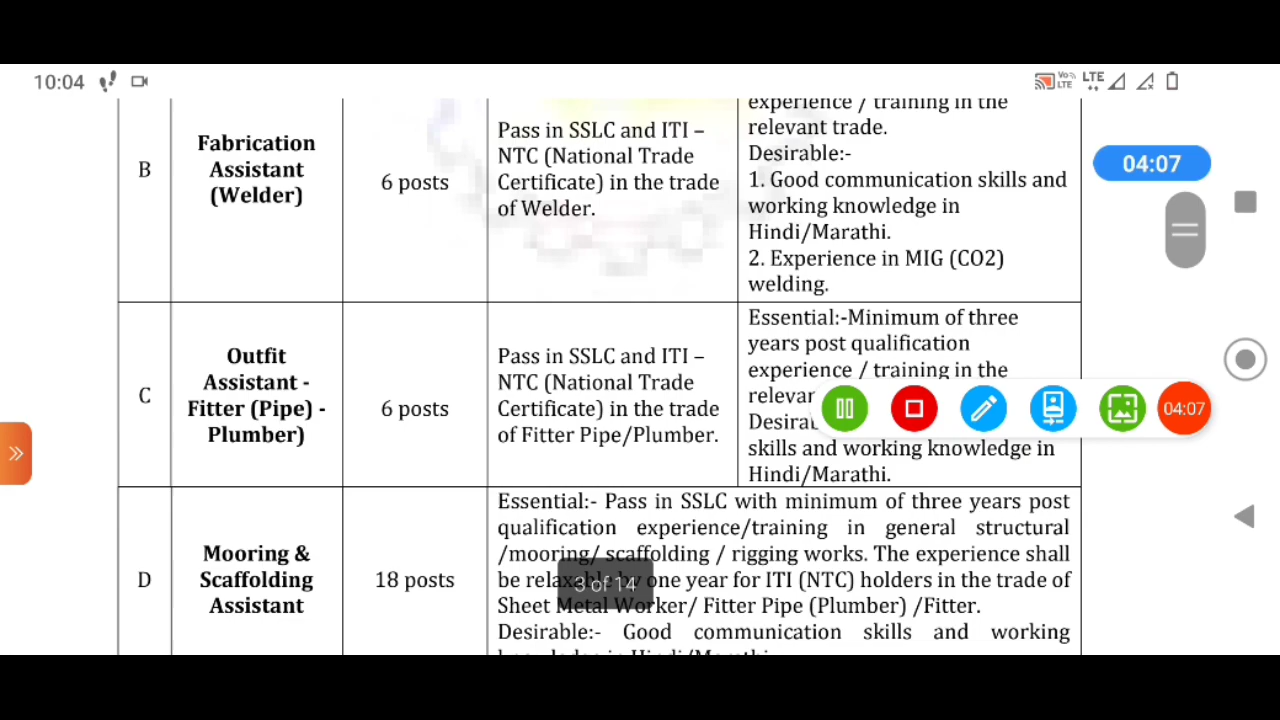 10:04
Vo
LTE
LTE
experience / training in the
relevant trade.
Desirable:-
1. Good communication skills and
working knowledge in
Hindi/Marathi.
2. Experience in MIG (CO2)
welding.
B
Fabrication
Assistant
(Welder)
6 posts
Pass in SSLC and ITI –
NTC (National Trade
Certificate) in the trade
of Welder.
04:07
C
Outfit
Assistant -
Fitter (Pipe) -
Plumber)
6 posts
Pass in SSLC and ITI –
NTC (National Trade
Certificate) in the trade
of Fitter Pipe/Plumber.
Essential:-Minimum of three
years post qualification
experience / training in the
skills and working knowledge in
Hindi/Marathi.
04:07
D
Mooring &
Scaffolding
Assistant
18 posts
Essential:- Pass in SSLC with minimum of three years post
qualification experience/training in general structural
/mooring/ scaffolding / rigging works. The experience shall
be one year for ITI (NTC) holders in the trade of
Sheet Metal Worker/ Fitter Pipe (Plumber) /Fitter.
Desirable:- Good communication skills and working
3 of 14